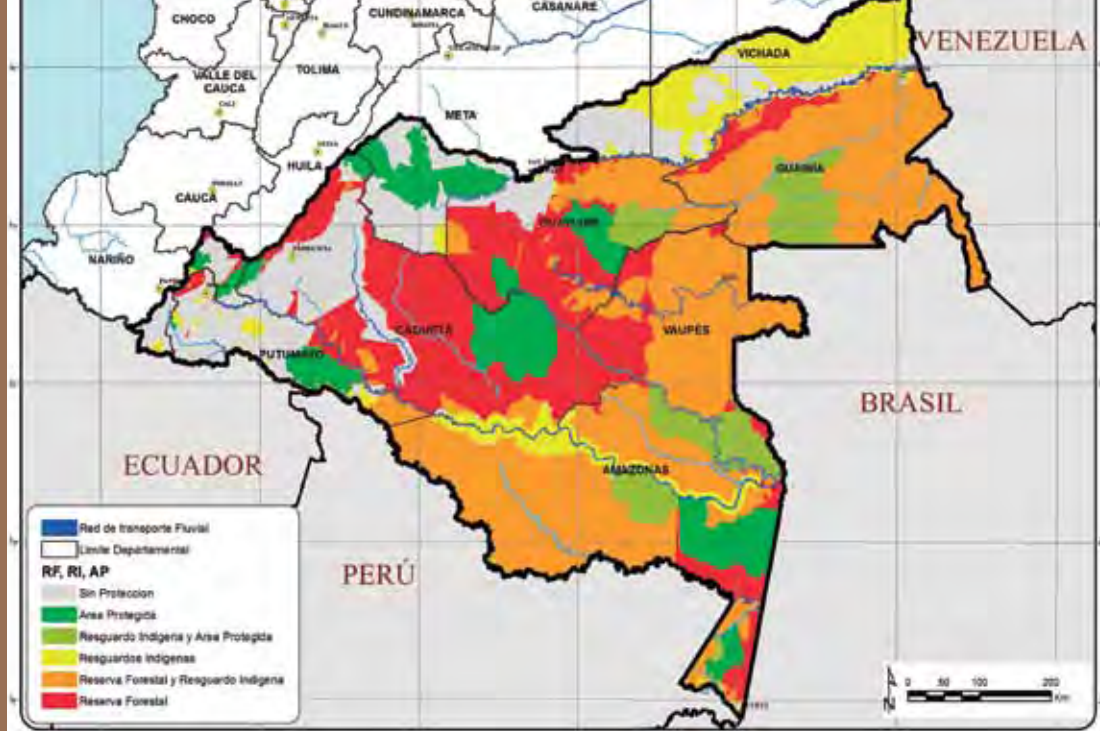 CHOCO
CUNDINAMARCA
CASANARE
VENEZUELA
VICHADA
TOLIMA
VALLE DEL
CAUCA
CALI
META
HUILA
GUAINIA
CAUCA
NARIÑO
CAQUETA
VAUPES
PUTUMAYO
BRASIL
ECUADOR
AMAZONAS
PERÚ
Red de transporte Fluvial
Limite Departamental
RF, RI, AP
Sin Proteccion
Area Protegida
Resguardo Indigena y Area Protegida
Resguardos Indigenas
Reserva Forestal y Resguardo Indigena
Reserva Forestal
N
0 50 100 200
Km